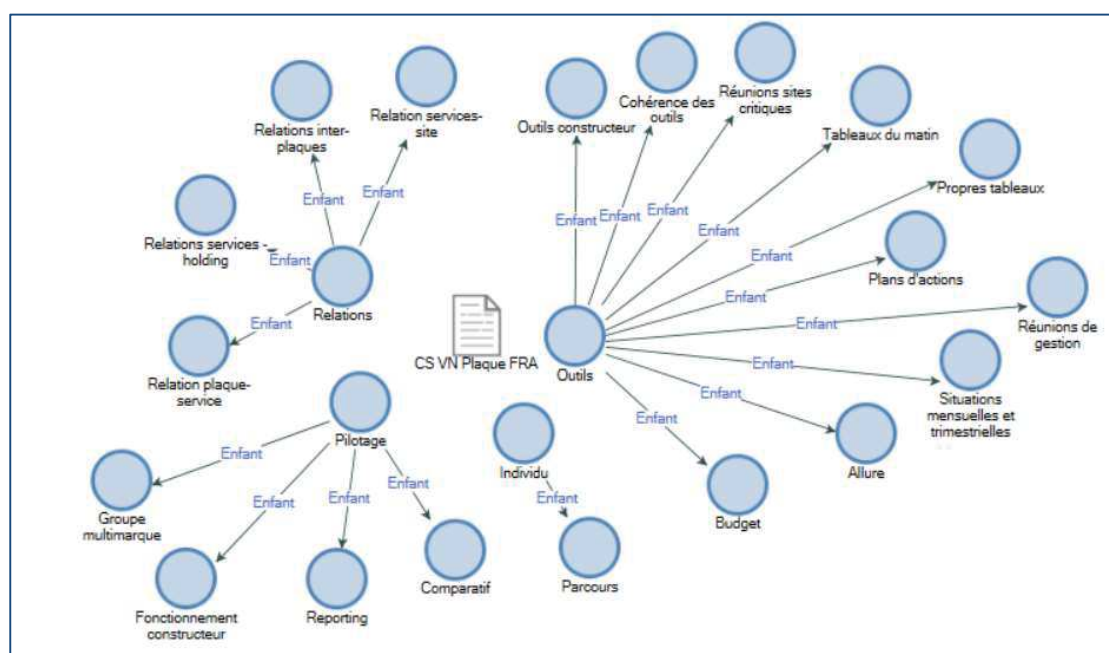 Relations inter-
plaques
Relation services-
site
Outils constructeur
Cohérence des
outils
Réunions sites
critiques
Tableaux du matin
Propres tableaux
Enfant
Enfant
Enfant
Enfant
Enfant
Enfant
Enfant
Relations services -
holding
Enfant
Relations
Enfant
Relation plaque-
service
CS VN Plaque FRA
Outils
Plans d'actions
Enfant
Enfant
Réunions de
gestion
Enfant
Situations
mensuelles et
trimestrielles
Enfant
Allure
Enfant
Budget
Pilotage
Enfant
Groupe
multimarque
Enfant
Fonctionnement
constructeur
Enfant
Reporting
Enfant
Comparatif
Individu
Enfant
Parcours